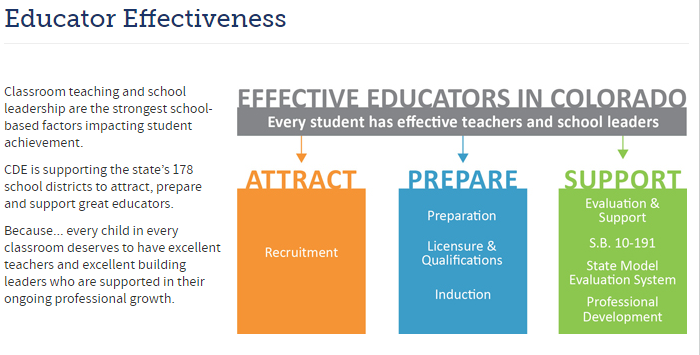 Educator Effectiveness
Classroom teaching and school
leadership are the strongest school-
based factors impacting student
achievement.
CDE is supporting the state's 178
school districts to attract, prepare
and support great educators.
Because... every child in every
classroom deserves to have excellent
teachers and excellent building
leaders who are supported in their
ongoing professional growth.
EFFECTIVE EDUCATORS IN COLORADO
Every student has effective teachers and school leaders
ATTRACT
Recruitment
PREPARE
Preparation
Licensure &
Qualifications
Induction
SUPPORT
Evaluation &
Support
S.B. 10-191
State Model
Evaluation System
Professional
Development